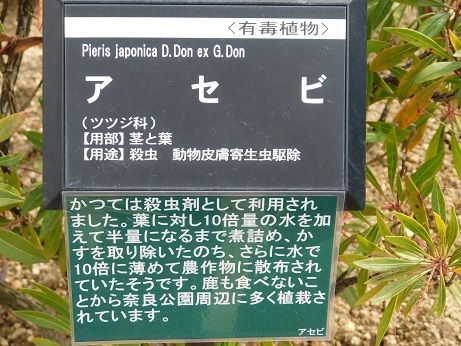 〈有毒植物〉
Pieris japonica D.Don ex G.Don
アセビ
（ツツジ科）
【用部】茎と葉
【用途】殺虫　動物皮膚寄生虫駆除
かつては殺虫剤として利用され
ました。葉に対し10倍量の水を加
えて半量になるまで煮詰め、か
すを取り除いたのち、さらに水で
10倍に薄めて農作物に散布され
ていたそうです。鹿も食べないこ
とから奈良公園周辺に多く植栽さ
れています。
アセビ